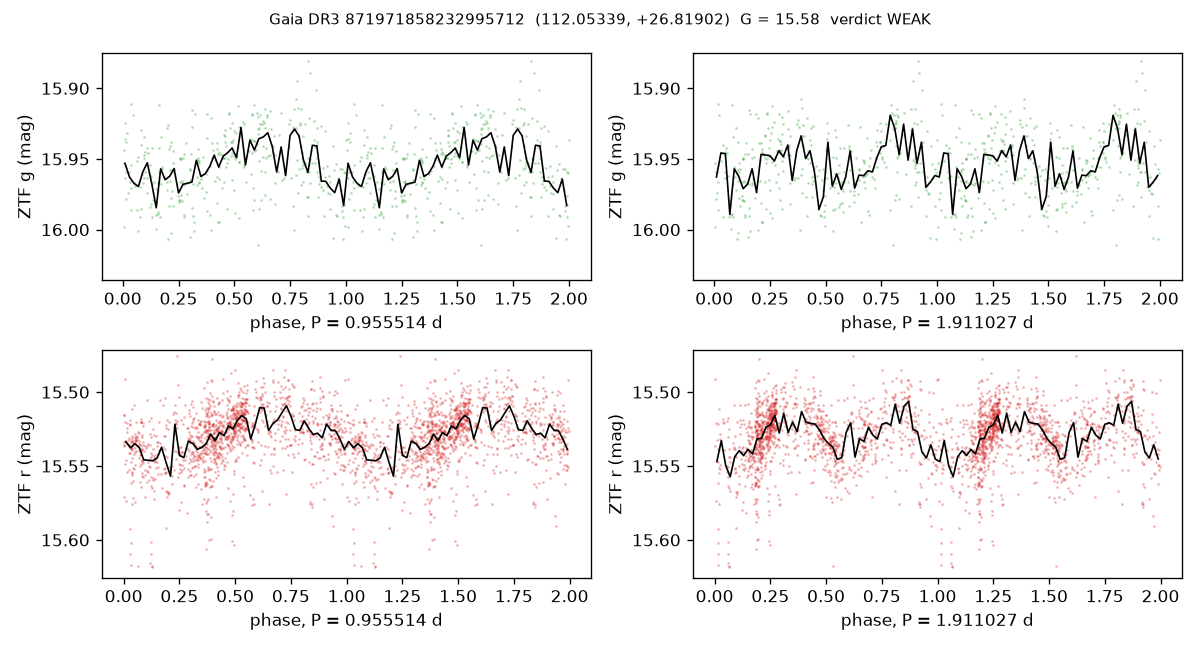 Gaia DR3 871971858232995712 (112.05339, +26.81902) G = 15.58 verdict WEAK
ZTF g (mag)
15.90
15.95
16.00
0.00 0.25 0.50 0.75 1.00 1.25 1.50 1.75 2.00
phase, P = 0.955514 d
ZTF g (mag)
15.90
15.95
16.00
0.00 0.25 0.50 0.75 1.00 1.25 1.50 1.75 2.00
phase, P = 1.911027 d
ZTF r (mag)
15.50
15.55
15.60
0.00 0.25 0.50 0.75 1.00 1.25 1.50 1.75 2.00
phase, P = 0.955514 d
ZTF r (mag)
15.50
15.55
15.60
0.00 0.25 0.50 0.75 1.00 1.25 1.50 1.75 2.00
phase, P = 1.911027 d